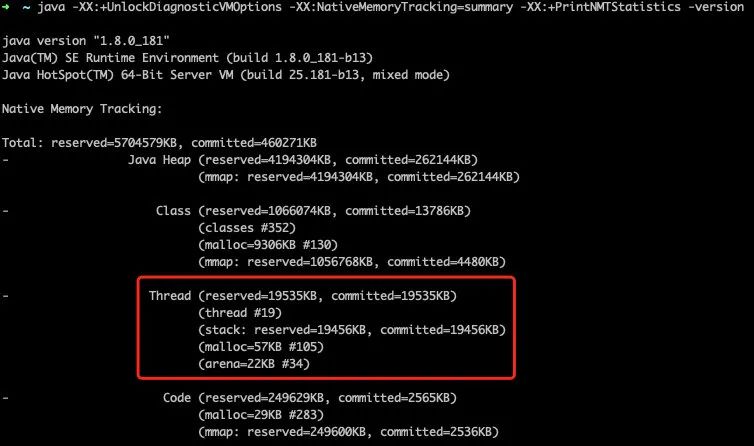 ➜ ~ java -XX:+UnlockDiagnosticVMOptions -XX:NativeMemoryTracking=summary -XX:+PrintNMTStatistics -version
java version "1.8.0_181"
Java(TM) SE Runtime Environment (build 1.8.0_181-b13)
Java HotSpot(TM) 64-Bit Server VM (build 25.181-b13, mixed mode)
Native Memory Tracking:
Total: reserved=5704579KB, committed=460271KB
- Java Heap (reserved=4194304KB, committed=262144KB)
(mmap: reserved=4194304KB, committed=262144KB)
- Class (reserved=1066074KB, committed=13786KB)
(classes #352)
(malloc=9306KB #130)
(mmap: reserved=1056768KB, committed=4480KB)
- Thread (reserved=19535KB, committed=19535KB)
(thread #19)
(stack: reserved=19456KB, committed=19456KB)
(malloc=57KB #105)
(arena=22KB #34)
- Code (reserved=249629KB, committed=2565KB)
(malloc=29KB #283)
(mmap: reserved=249600KB, committed=2536KB)